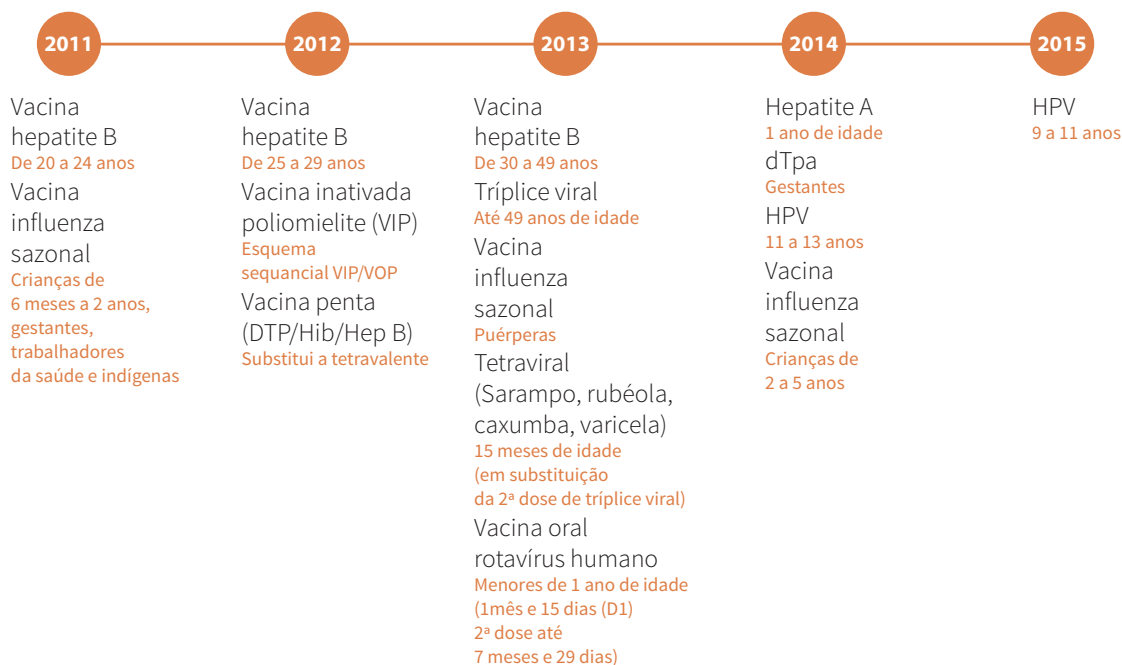 2011
Vacina
hepatite B
De 20 a 24 anos
Vacina
influenza
sazonal
Crianças de
6 meses a 2 anos,
gestantes,
trabalhadores
da saúde e indígenas
2012
Vacina
hepatite B
De 25 a 29 anos
Vacina inativada
poliomielite (VIP)
Esquema
sequancial VIP/VOP
Vacina penta
(DTP/Hib/Hep B)
Substitui a tetravalente
2013
Vacina
hepatite B
De 30 a 49 anos
Tríplice viral
Até 49 anos de idade
Vacina
influenza
sazonal
Puérperas
Tetraviral
(Sarampo, rubéola,
caxumba, varicela)
15 meses de idade
(em substituição
da 2ª dose de tríplice viral)
Vacina oral
rotavírus humano
Menores de 1 ano de idade
(1mês e 15 dias (D1)
2ª dose até
7 meses e 29 dias)
2014
Hepatite A
1 ano de idade
dTpa
Gestantes
HPV
11 a 13 anos
Vacina
influenza
sazonal
Crianças de
2 a 5 anos
2015
HPV
9 a 11 anos